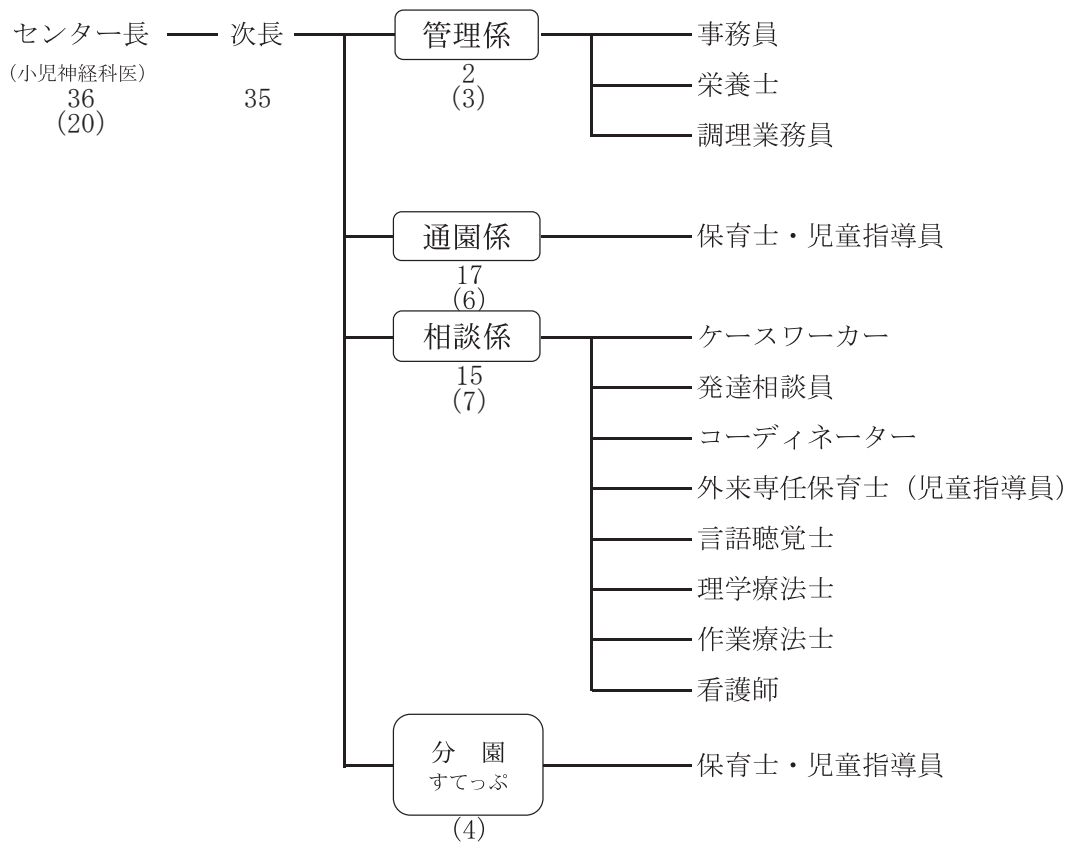 センター長
(小児神経科医)
36
(20)
次長
35
管理係
2
(3)
事務員
栄養士
調理業務員
通園係
17
(6)
保育士・児童指導員
相談係
15
(7)
ケースワーカー
発達相談員
コーディネーター
外来専任保育士（児童指導員）
言語聴覚士
理学療法士
作業療法士
看護師
分　園
すてっぷ
(4)
保育士・児童指導員